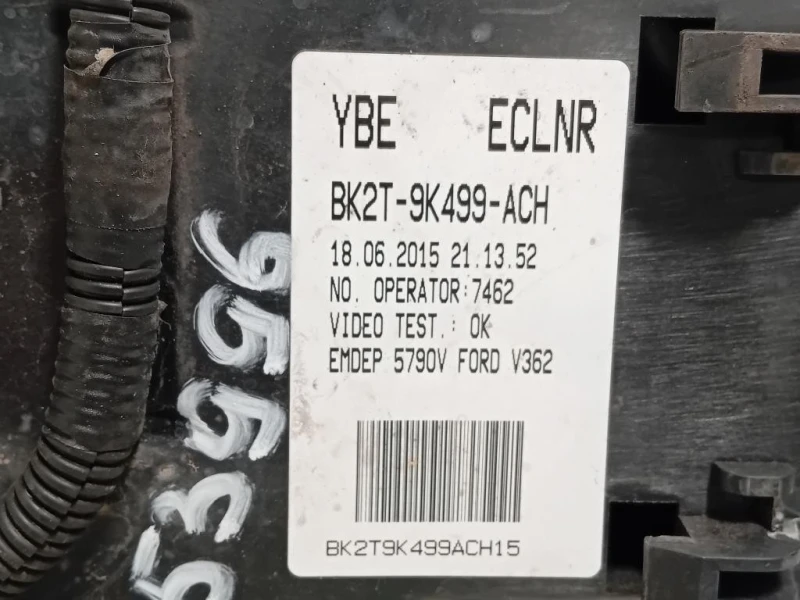 YBE ECLNR
BK2T-9K499-ACH
18.06.2015 21.13.52
NO. OPERATOR:7462
VIDEO TEST.: OK
EMDEP 5790V FORD V362
BK2T9K499ACH15